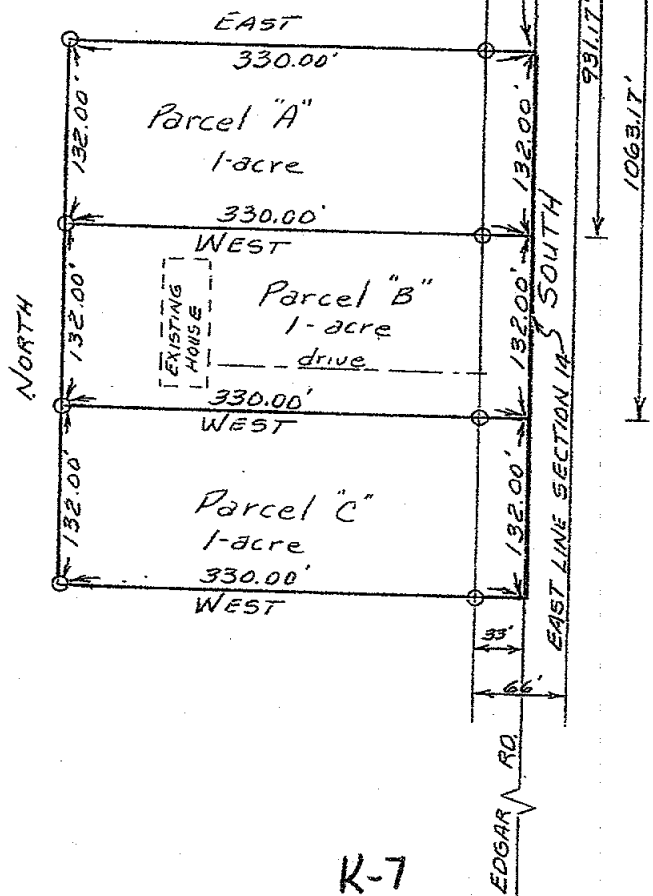 EAST
330.00'
931.17'
1063.17'
132.00'
Parcel "A"
1-acre
132.00'
330.00'
WEST
SOUTH
NORTH
132.00'
EXISTING
HOUSE
Parcel "B"
1-acre
drive
132.00'
330.00'
WEST
EAST LINE SECTION 14
132.00'
Parcel "C"
1-acre
132.00'
330.00'
WEST
33'
66'
EDGAR RD.
K-7